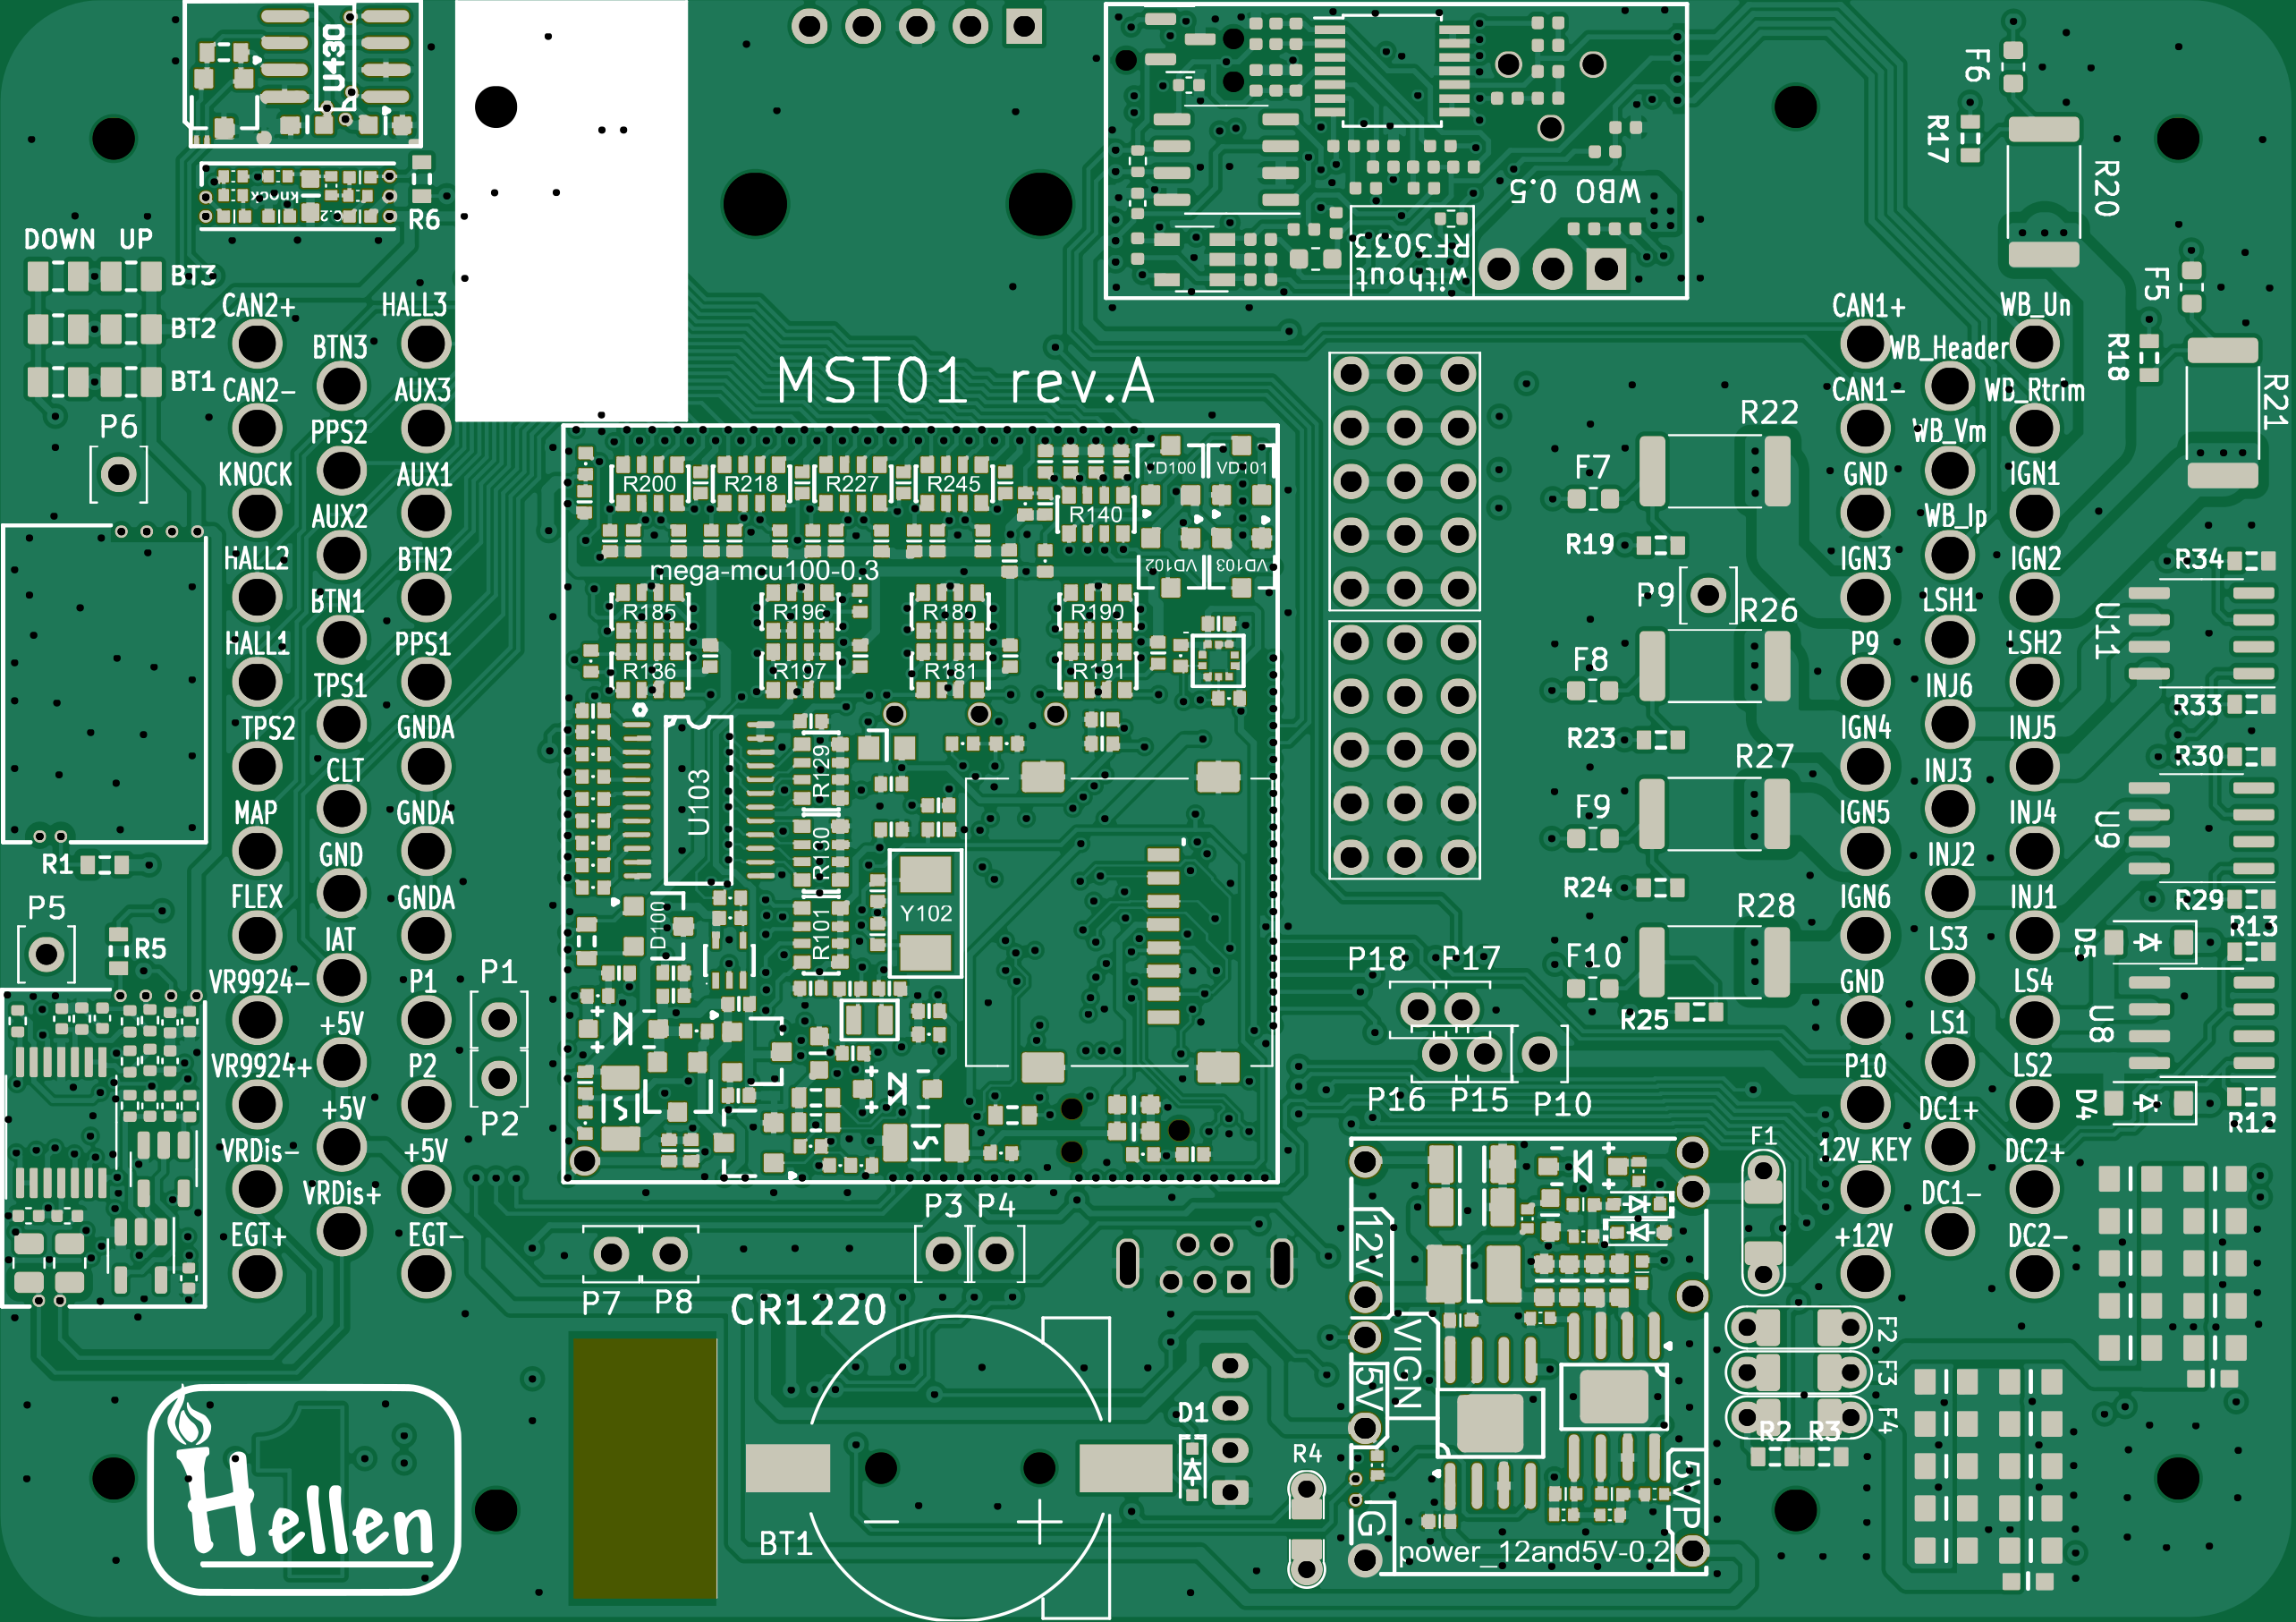 U430
knock
R6
DOWN UP
BT3
BT2
BT1
P6
CAN2+
HALL3
BTN3
CAN2-
AUX3
PPS2
KNOCK
AUX1
AUX2
HALL2
BTN2
BTN1
HALL1
PPS1
TPS1
TPS2
GNDA
CLT
MAP
GNDA
GND
FLEX
GNDA
IAT
VR9924-
P1
+5V
VR9924+
P2
+5V
VRDis-
+5V
VRDis+
EGT+
EGT-
R1
P5
R5
P1
P2
MST01 rev.A
WBO 0.5
without
RF3033
R200
R218
R227
R245
R140
VD100
VD101
VD102
VD103
mega-mcu100-0.3
R185
R196
R180
R190
R136
R197
R181
R191
U103
R129
R100
R101
D100
Y102
P3
P4
P7
P8
CR1220
BT1
D1
R4
Hellen
1
P18
P17
P16
P15
P10
12V
VIGN
5V
G
5VP
power_12and5V-0.2
F1
F2
F3
F4
R2
R3
F6
R17
R20
F5
R18
R21
F7
R22
R19
P9
R26
F8
R23
R27
F9
R24
R28
F10
R25
CAN1+
WB_Un
WB_Header
CAN1-
WB_Rtrim
WB_Vm
GND
IGN1
WB_Ip
IGN3
IGN2
LSH1
P9
LSH2
INJ6
IGN4
INJ5
INJ3
IGN5
INJ4
INJ2
IGN6
INJ1
LS3
GND
LS4
LS1
P10
LS2
DC1+
12V_KEY
DC2+
DC1-
+12V
DC2-
R34
U11
R33
R30
U9
R29
R13
D5
U8
D4
R12